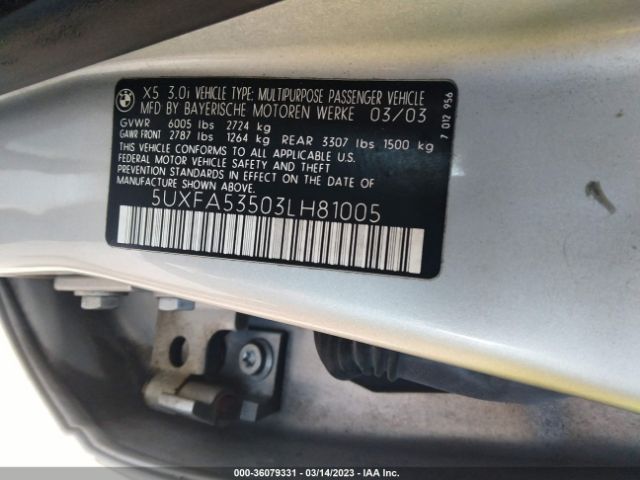 BMW
X5 3.0i VEHICLE TYPE: MULTIPURPOSE PASSENGER VEHICLE
MFD BY BAYERISCHE MOTOREN WERKE 03/03
GVWR 6005 lbs 2724 kg
GAWR FRONT 2787 lbs 1264 kg REAR 3307 lbs 1500 kg
THIS VEHICLE CONFORMS TO ALL APPLICABLE U.S.
FEDERAL MOTOR VEHICLE SAFETY AND THEFT
PREVENTION STANDARDS IN EFFECT ON THE DATE OF
MANUFACTURE SHOWN ABOVE.
5UXFA53503LH81005
7 012 956
000-36079331 - 03/14/2023 - IAA Inc.